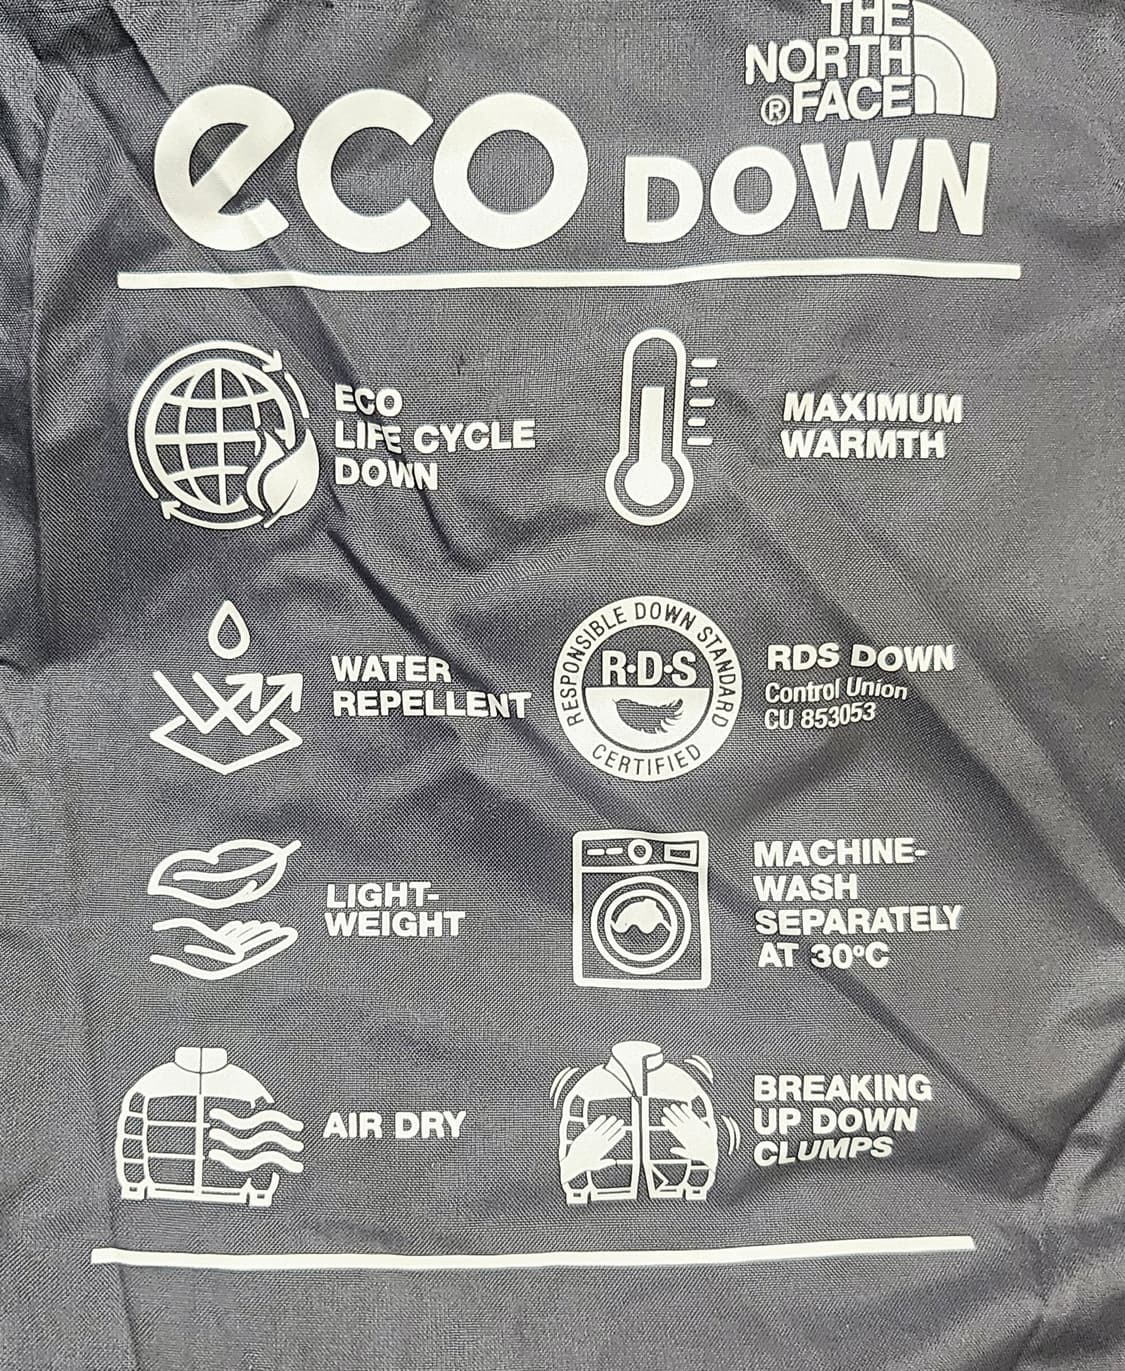 THE
NORTH
®FACE
eco DOWN
ECO
LIFE CYCLE
DOWN
MAXIMUM
WARMTH
WATER
REPELLENT
RESPONSIBLE DOWN STANDARD
R·D·S
CERTIFIED
RDS DOWN
Control Union
CU 853053
LIGHT-
WEIGHT
MACHINE-
WASH
SEPARATELY
AT 30ºC
AIR DRY
BREAKING
UP DOWN
CLUMPS